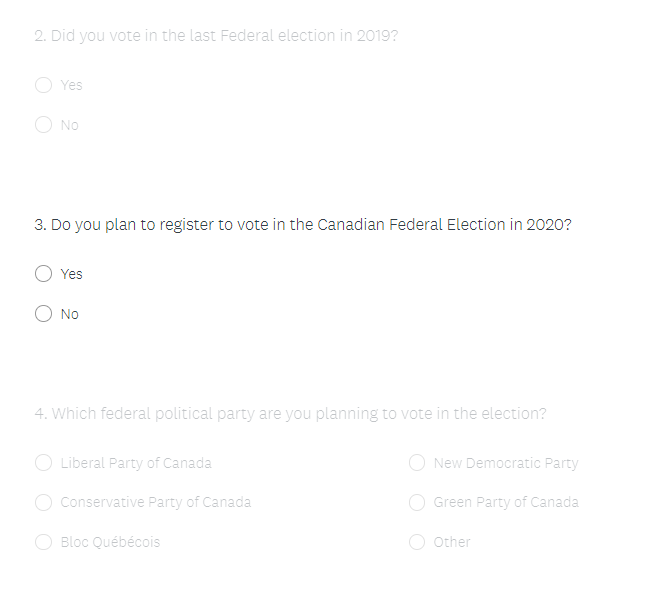 2. Did you vote in the last Federal election in 2019?
Yes
No
3. Do you plan to register to vote in the Canadian Federal Election in 2020?
Yes
No
4. Which federal political party are you planning to vote in the election?
Liberal Party of Canada
New Democratic Party
Conservative Party of Canada
Green Party of Canada
Bloc Québécois
Other